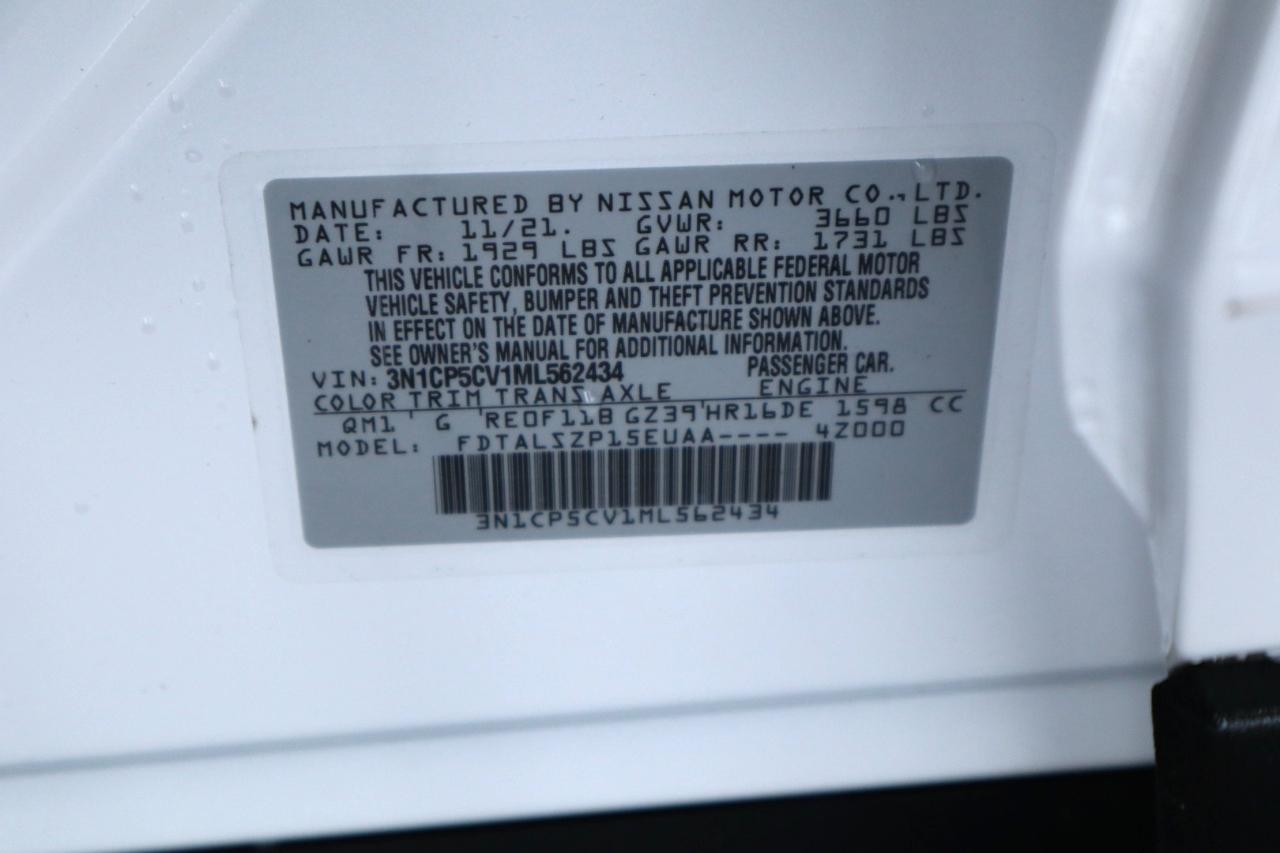 MANUFACTURED BY NISSAN MOTOR CO., LTD.
DATE: 11/21. GVWR: 3660 LBS
GAWR FR: 1929 LBS GAWR RR: 1731 LBS
THIS VEHICLE CONFORMS TO ALL APPLICABLE FEDERAL MOTOR
VEHICLE SAFETY, BUMPER AND THEFT PREVENTION STANDARDS
IN EFFECT ON THE DATE OF MANUFACTURE SHOWN ABOVE.
SEE OWNER'S MANUAL FOR ADDITIONAL INFORMATION.
VIN: 3N1CP5CV1ML562434 PASSENGER CAR.
COLOR TRIM TRANS AXLE ENGINE
QM1 ' G 'RE0F11B GZ39'HR16DE 1598 CC
MODEL: FDTALSZP15EUAA---- 4Z000
3N1CP5CV1ML562434